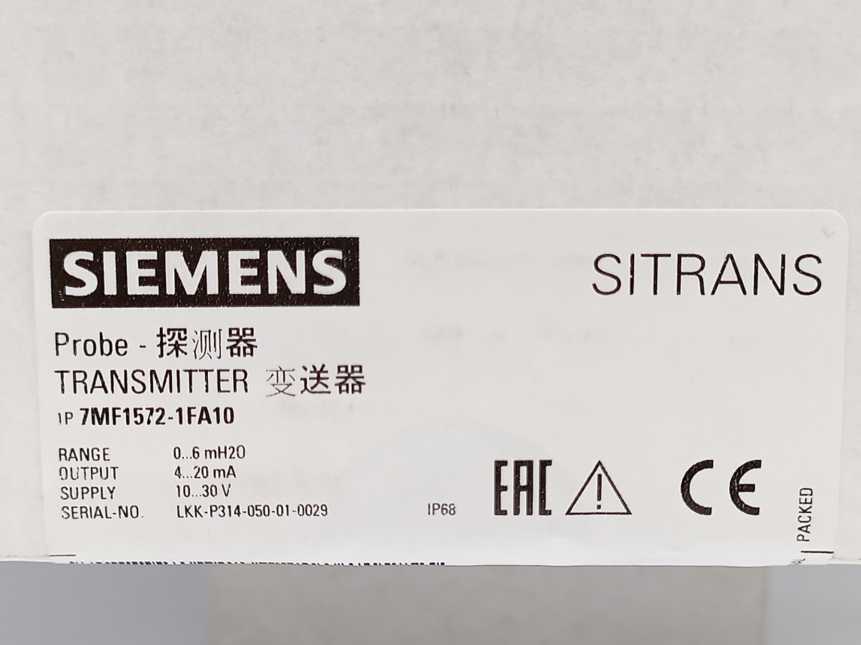 SIEMENS
SITRANS
Probe - 探测器
TRANSMITTER 变送器
1P 7MF1572-1FA10
RANGE 0...6 mH2O
OUTPUT 4...20 mA
SUPPLY 10...30 V
SERIAL-NO. LKK-P314-050-01-0029
IP68
EAC
CE
PACKED